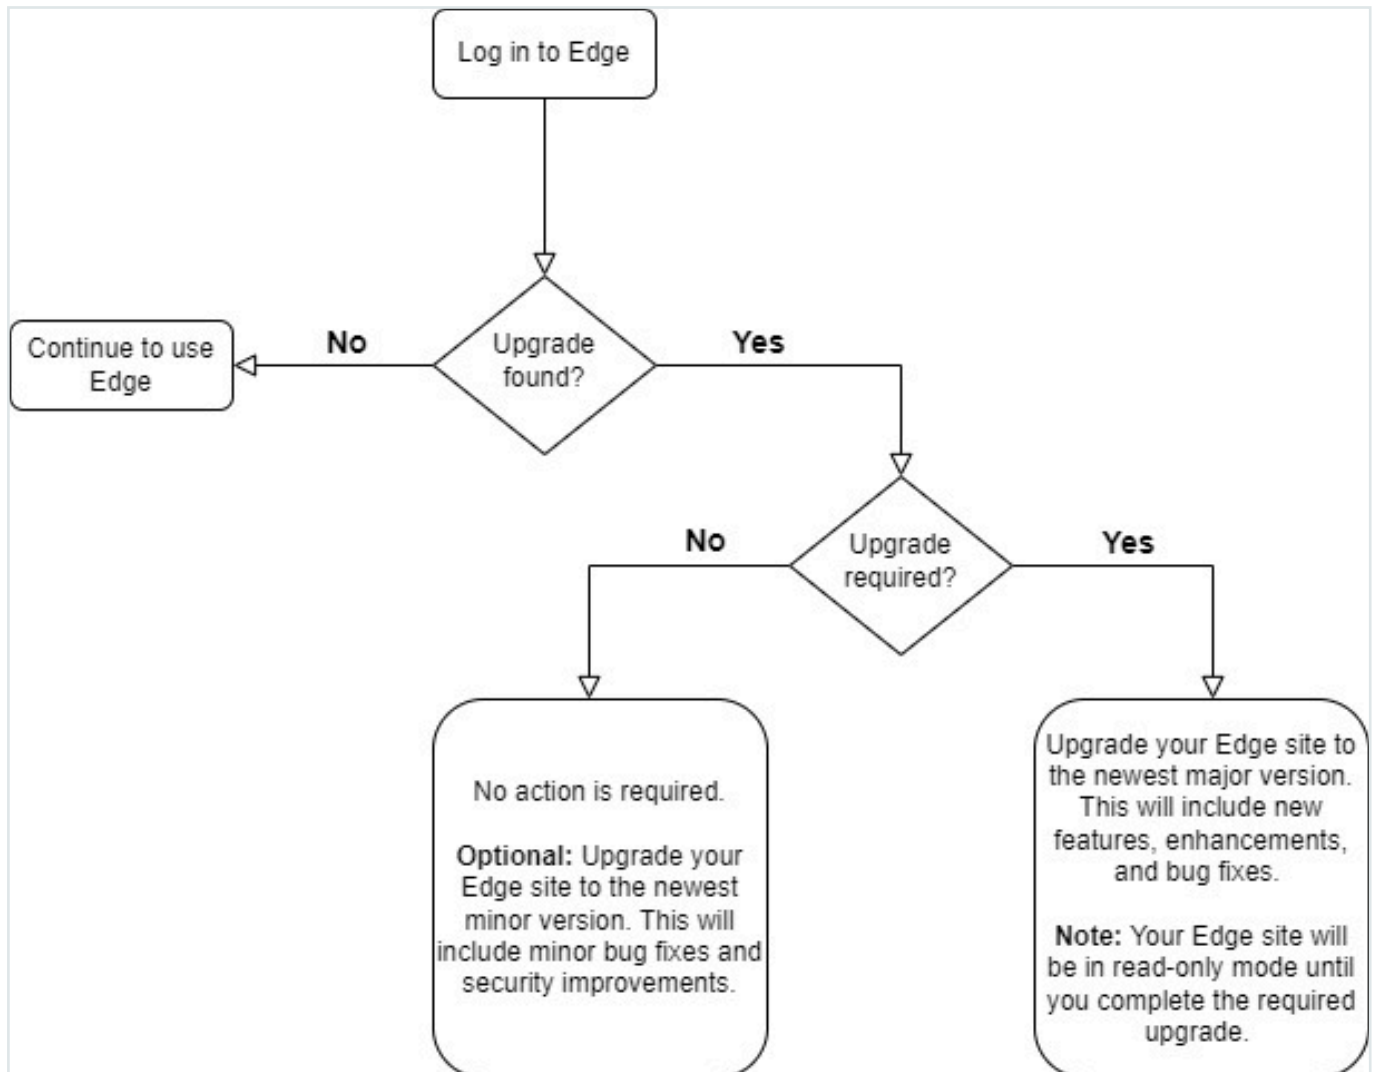 Log in to Edge
Upgrade
found?
No
Yes
Continue to use
Edge
Upgrade
required?
No
Yes
No action is required.
Optional: Upgrade your
Edge site to the newest
minor version. This will
include minor bug fixes and
security improvements.
Upgrade your Edge site to
the newest major version.
This will include new
features, enhancements,
and bug fixes.
Note: Your Edge site will
be in read-only mode until
you complete the required
upgrade.